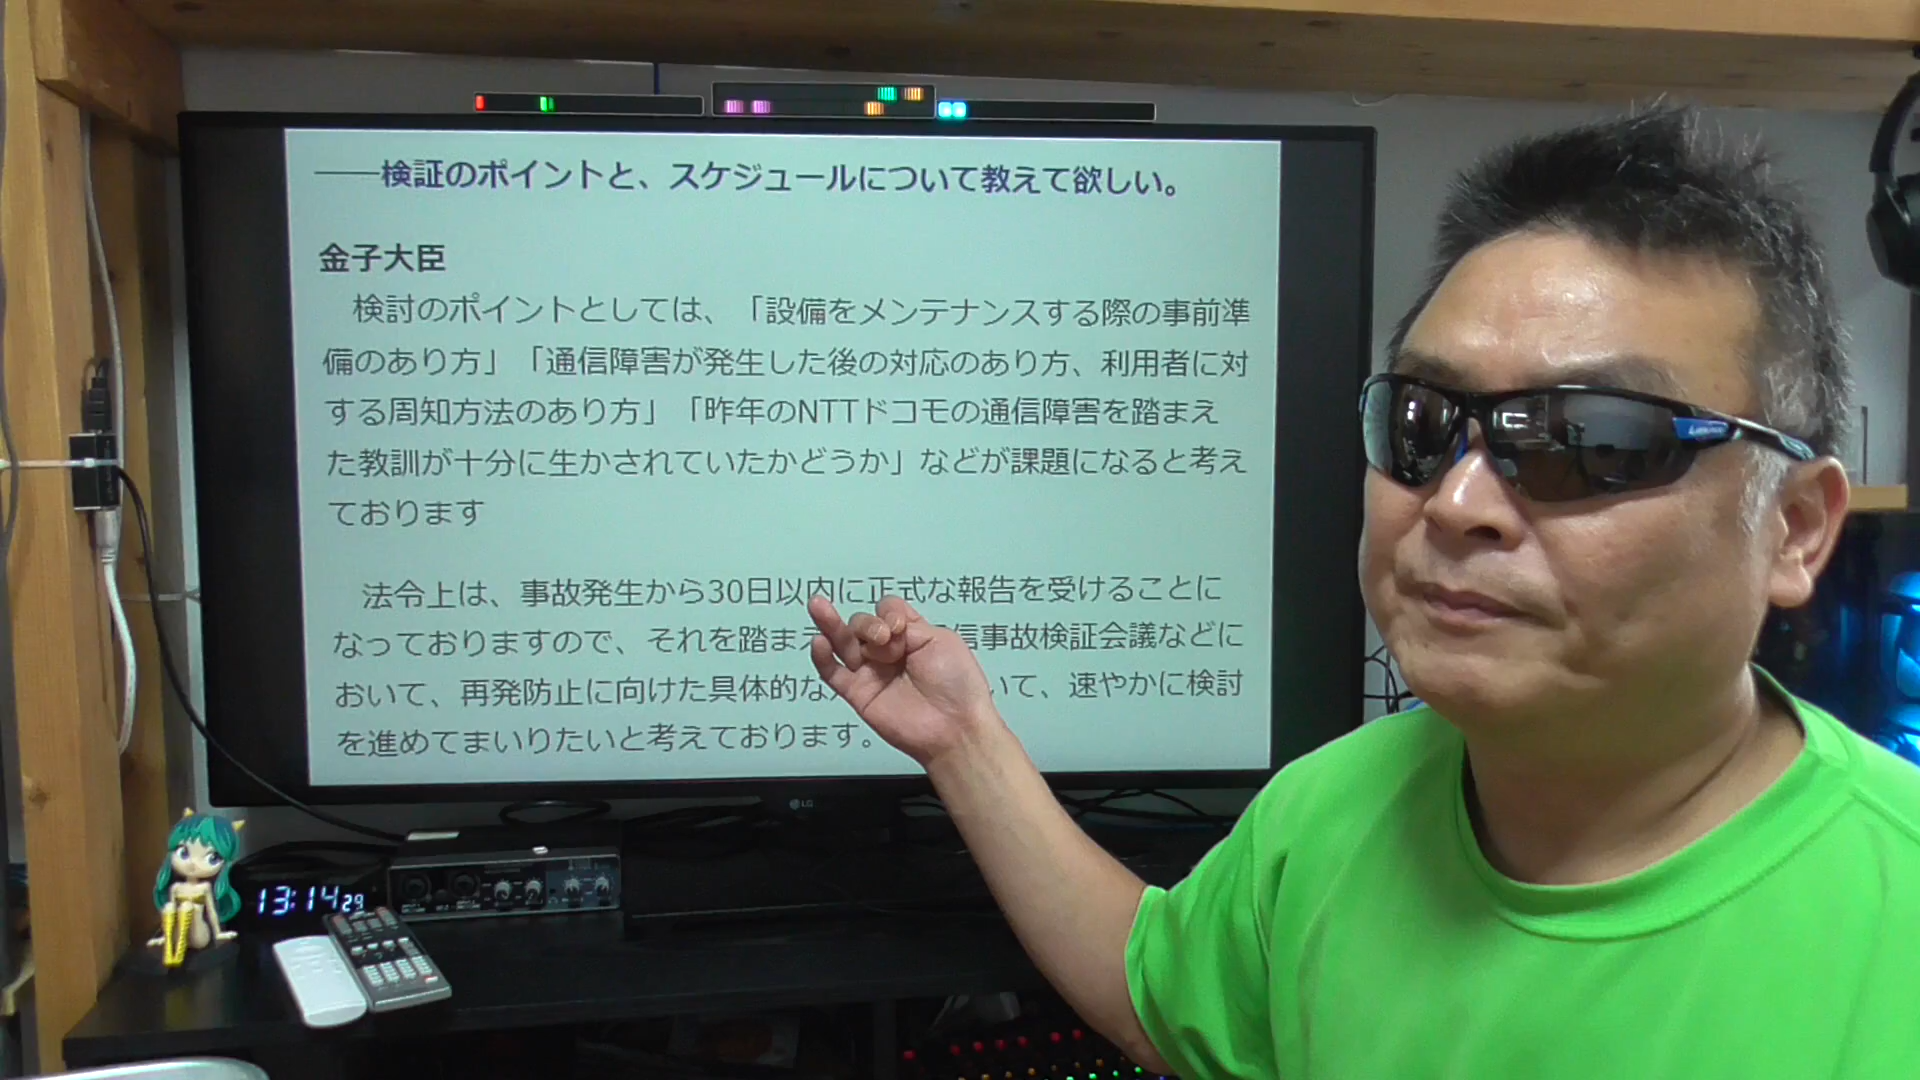 ――検証のポイントと、スケジュールについて教えて欲しい。
金子大臣
検討のポイントとしては、「設備をメンテナンスする際の事前準
備のあり方」「通信障害が発生した後の対応のあり方、利用者に対
する周知方法のあり方」「昨年のNTTドコモの通信障害を踏まえ
た教訓が十分に生かされていたかどうか」などが課題になると考え
ております
法令上は、事故発生から30日以内に正式な報告を受けることに
なっておりますので、それを踏まえ 信事故検証会議などに
おいて、再発防止に向けた具体的な いて、速やかに検討
を進めてまいりたいと考えております。
LG
13:14 29